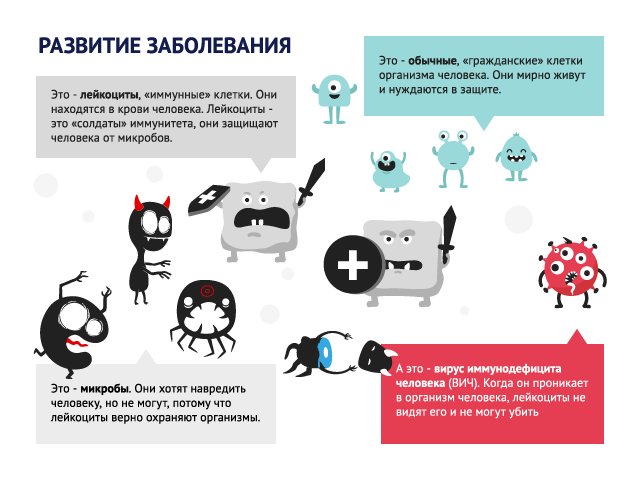 РАЗВИТИЕ ЗАБОЛЕВАНИЯ
Это - лейкоциты, «иммунные» клетки. Они
находятся в крови человека. Лейкоциты -
это «солдаты» иммунитета, они защищают
человека от микробов.
Это - обычные, «гражданские» клетки
организма человека. Они мирно живут
и нуждаются в защите.
Это - микробы. Они хотят навредить
человеку, но не могут, потому что
лейкоциты верно охраняют организмы.
А это - вирус иммунодефицита
человека (ВИЧ). Когда он проникает
в организм человека, лейкоциты не
видят его и не могут убить